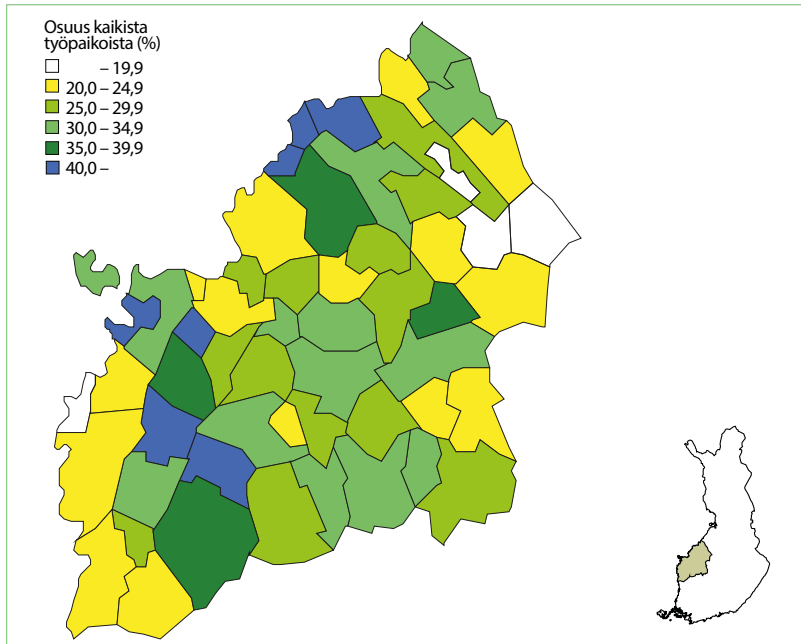 Osuus kaikista
työpaikoista (%)
– 19,9
20,0 – 24,9
25,0 – 29,9
30,0 – 34,9
35,0 – 39,9
40,0 –